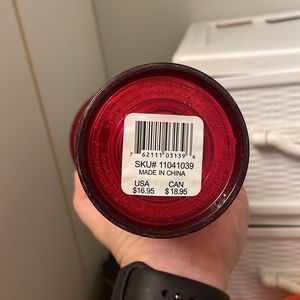 7 62111 03139 6
SKU# 11041039
MADE IN CHINA
USA CAN
$16.95 $18.95